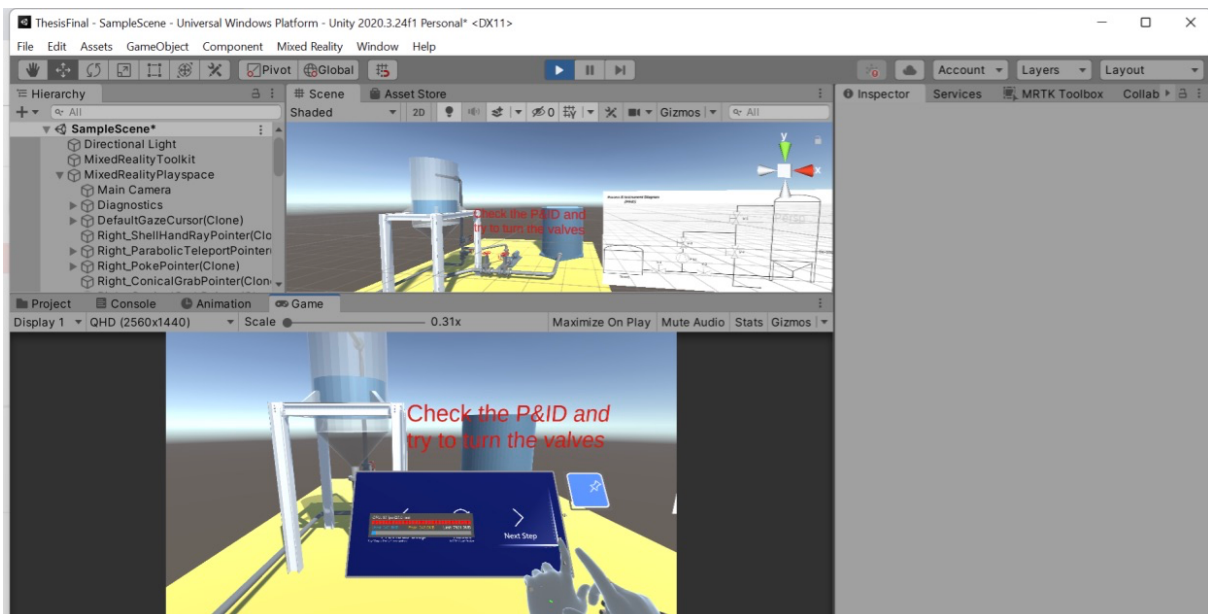 ThesisFinal - SampleScene - Universal Windows Platform - Unity 2020.3.24f1 Personal* <DX11>
File Edit Assets GameObject Component Mixed Reality Window Help
Pivot Global Account Layers Layout
Hierarchy
All
SampleScene*
Directional Light
MixedRealityToolkit
MixedRealityPlayspace
Main Camera
Diagnostics
DefaultGazeCursor(Clone)
Right_ShellHandRayPointer(Clo
Right_ParabolicTeleportPointer(
Right_PokePointer(Clone)
Right_ConicalGrabPointer(Clon
Scene Asset Store
Shaded 2D 0 Gizmos All
Check the P&ID and
try to turn the valves
y
x
Inspector Services MRTK Toolbox Collab
Project Console Animation Game
Display 1 QHD (2560x1440) Scale 0.31x Maximize On Play Mute Audio Stats Gizmos
Check the P&ID and
try to turn the valves
Next Step